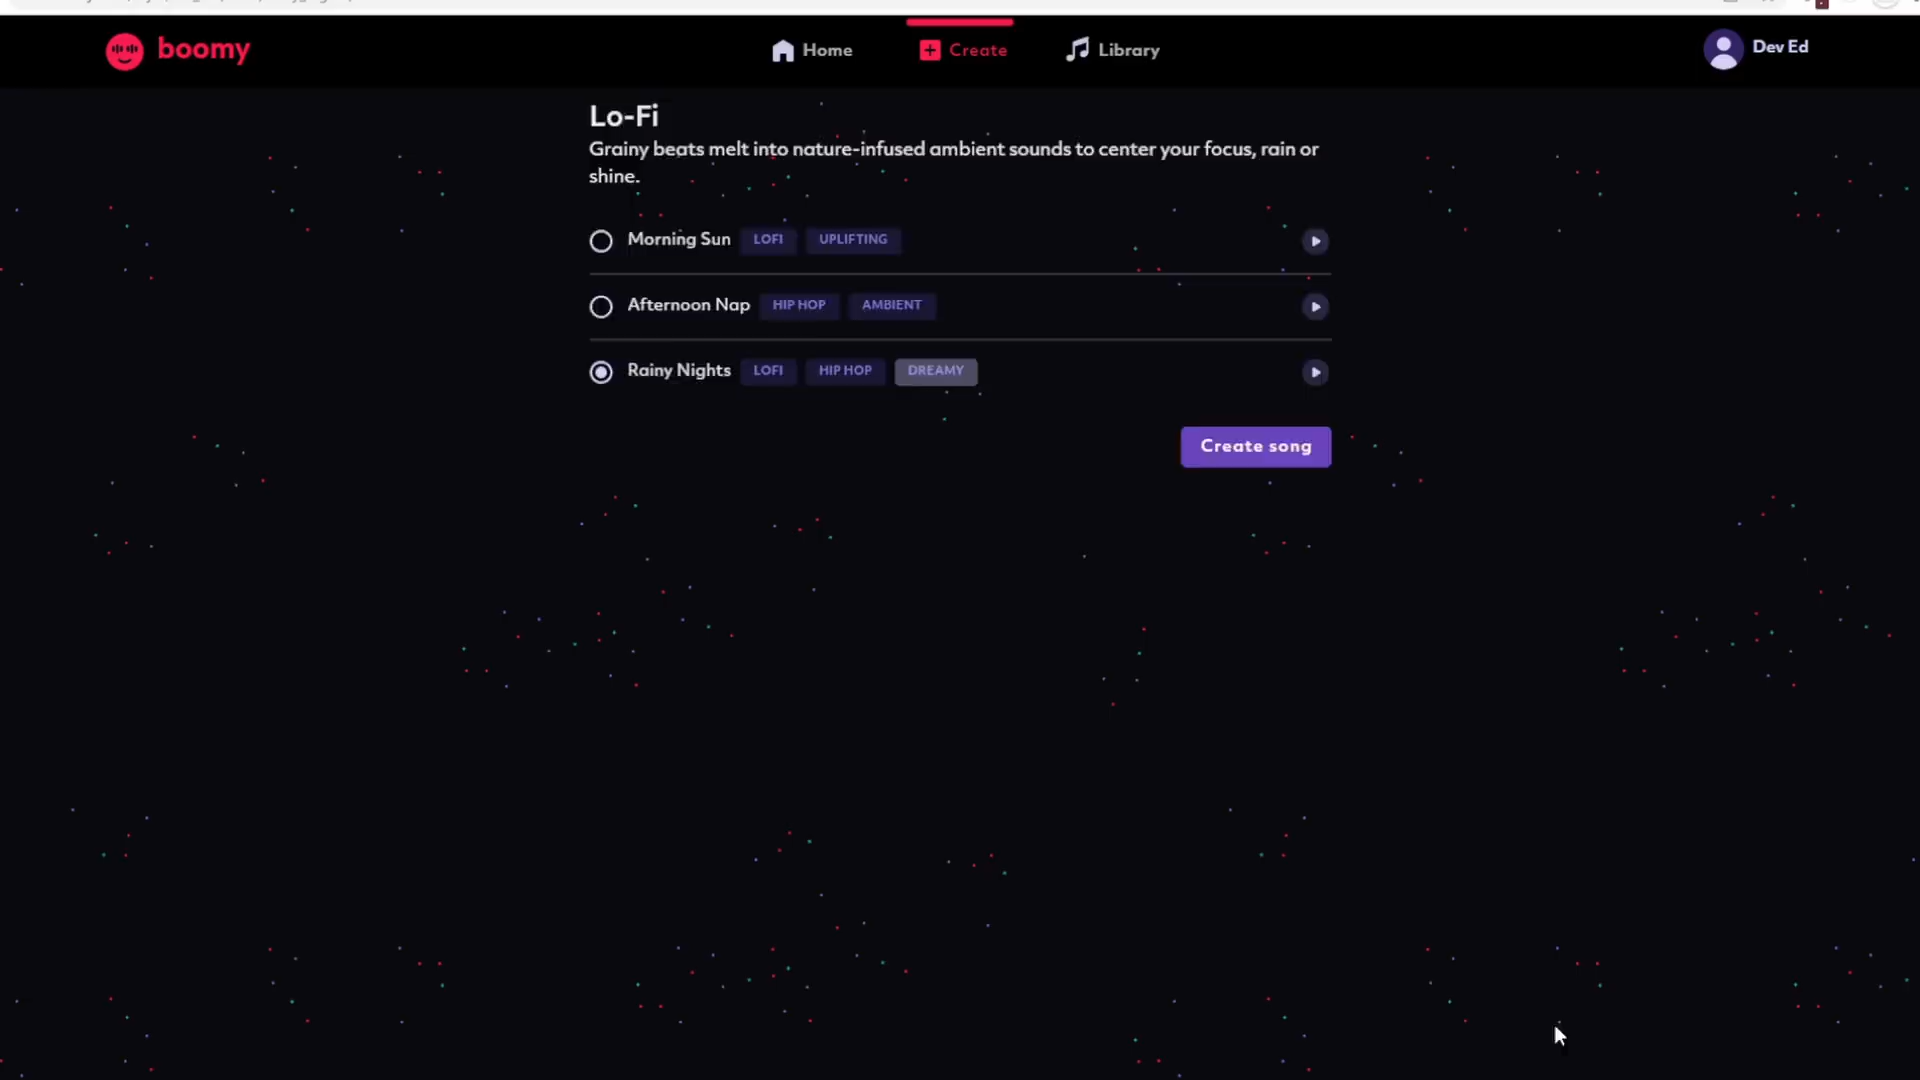 boomy
Home
Create
Library
Dev Ed
Lo-Fi
Grainy beats melt into nature-infused ambient sounds to center your focus, rain or
shine.
Morning Sun LOFI UPLIFTING
Afternoon Nap HIP HOP AMBIENT
Rainy Nights LOFI HIP HOP DREAMY
Create song